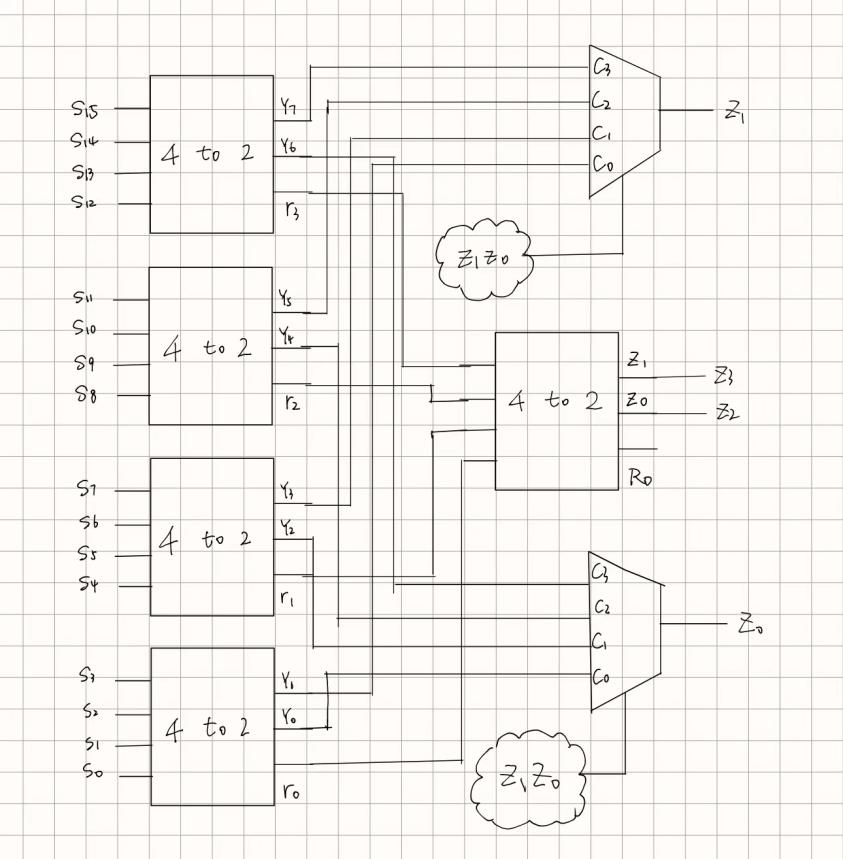 S15
S14
S13
S12
4 to 2
Y7
Y6
r3
C3
C2
C1
C0
Z1
Z1Z0
S11
S10
S9
S8
4 to 2
Y5
Y4
r2
4 to 2
Z1
Z0
R0
Z3
Z2
S7
S6
S5
S4
4 to 2
Y3
Y2
r1
C3
C2
C1
C0
Z0
S3
S2
S1
S0
4 to 2
Y1
Y0
r0
Z1Z0